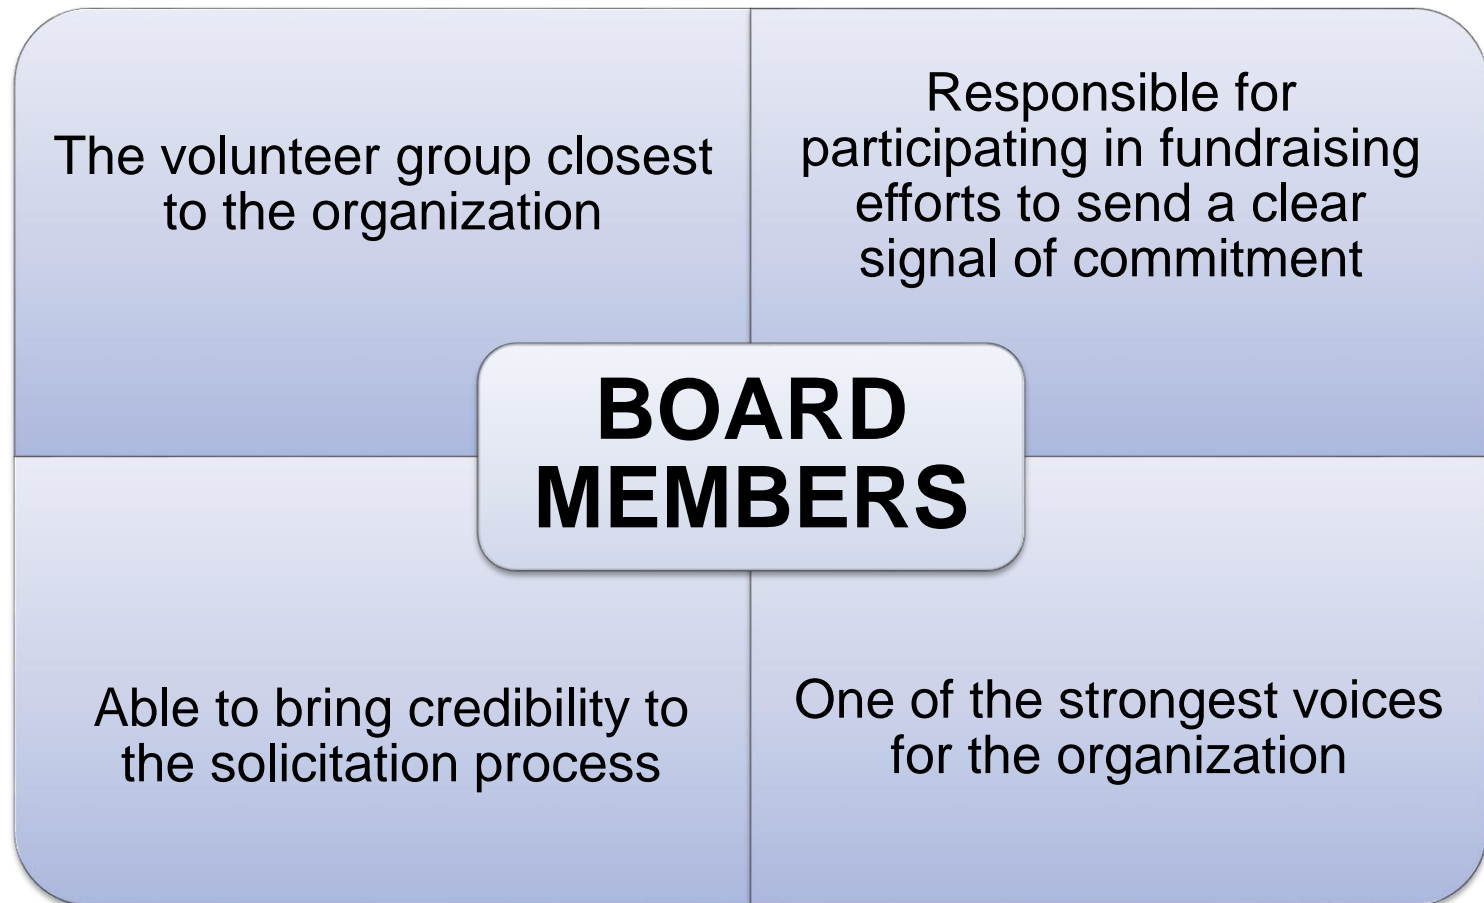 The volunteer group closest
to the organization
Responsible for
participating in fundraising
efforts to send a clear
signal of commitment
BOARD
MEMBERS
Able to bring credibility to
the solicitation process
One of the strongest voices
for the organization